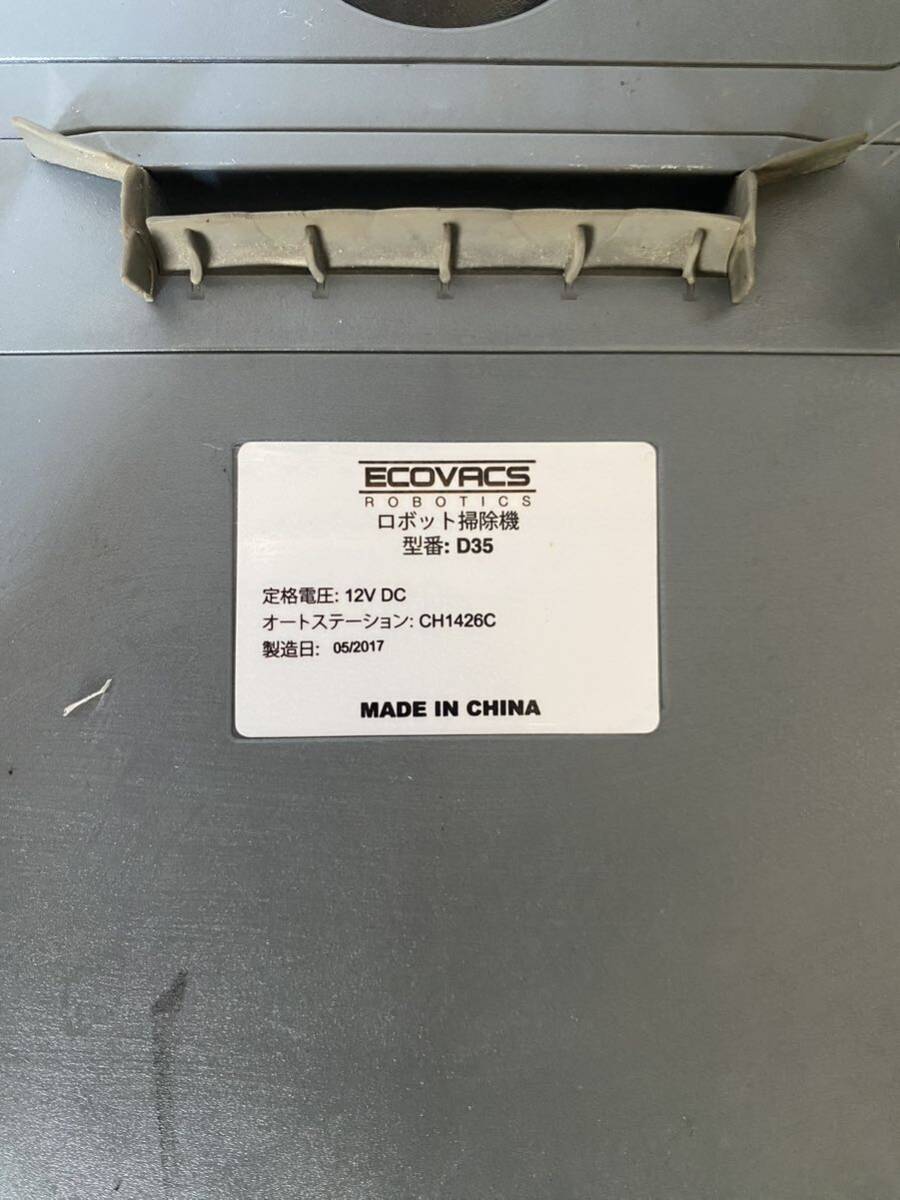 ECOVACS
ROBOTICS
ロボット掃除機
型番: D35
定格電圧: 12V DC
オートステーション: CH1426C
製造日: 05/2017
MADE IN CHINA